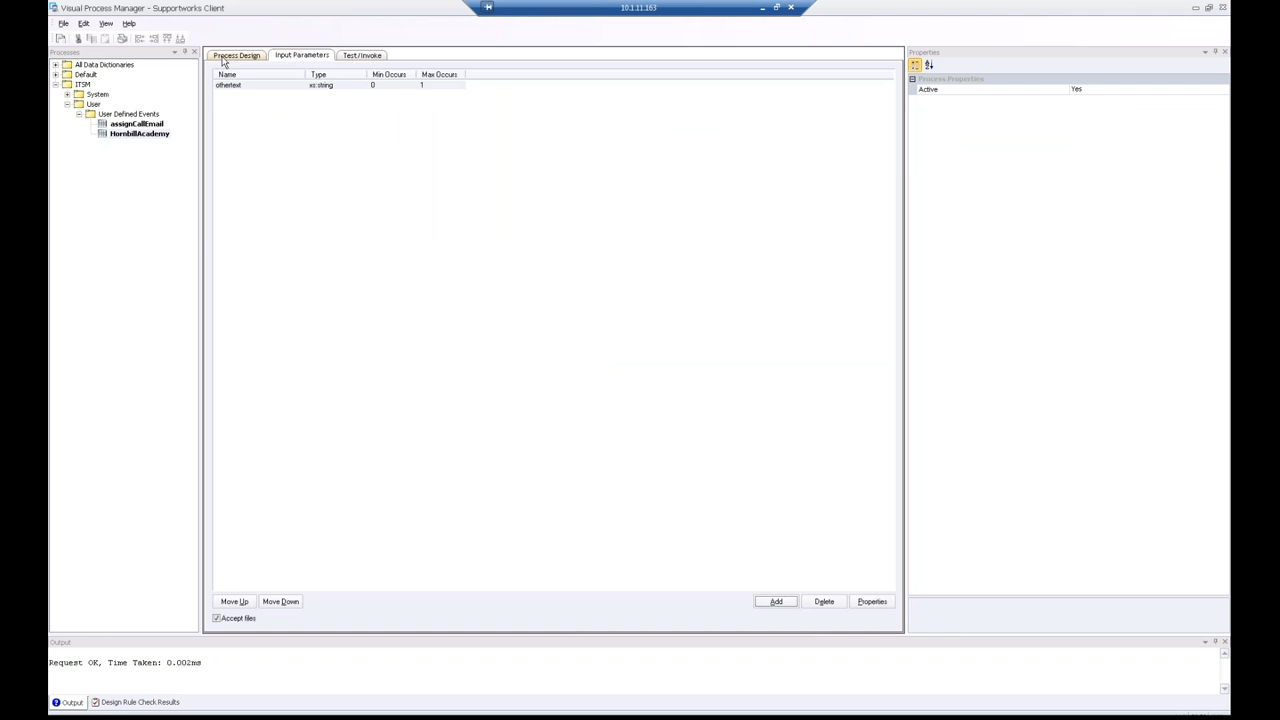 Visual Process Manager - Supportworks Client
10.1.11.163
File Edit View Help
Processes
All Data Dictionaries
Default
ITSM
System
User
User Defined Events
assignCallEmail
HornbillAcademy
Process Design Input Parameters Test/Invoke
Name Type Min Occurs Max Occurs
othertext xs:string 0 1
Move Up Move Down Add Delete Properties
Accept files
Properties
Process Properties
Active Yes
Output
Request OK, Time Taken: 0.002ms
Output Design Rule Check Results